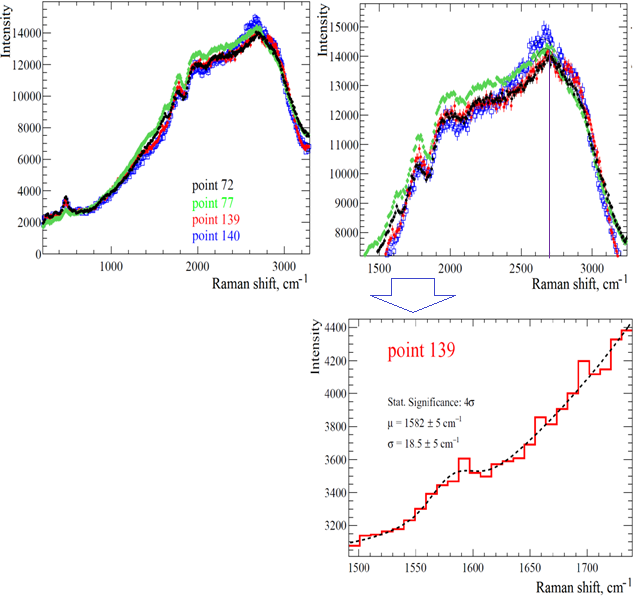 Intensity
14000
12000
10000
8000
6000
4000
2000
0
point 72
point 77
point 139
point 140
1000
2000
3000
Raman shift, cm-1
Intensity
15000
14000
13000
12000
11000
10000
9000
8000
1500
2000
2500
3000
Raman shift, cm-1
Intensity
4400
4200
4000
3800
3600
3400
3200
point 139
Stat. Significance: 4σ
μ = 1582 ± 5 cm⁻¹
σ = 18.5 ± 5 cm⁻¹
1500
1550
1600
1650
1700
Raman shift, cm-1